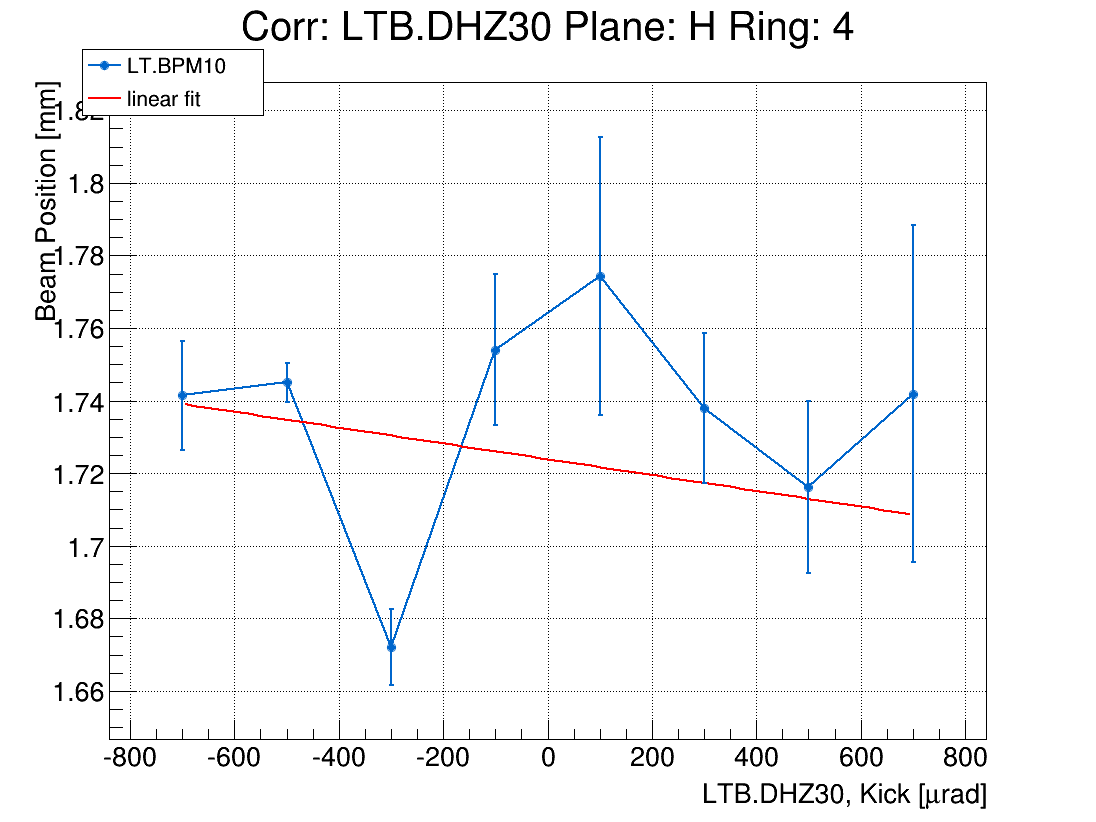 Corr: LTB.DHZ30 Plane: H Ring: 4
LT.BPM10
linear fit
Beam Position [mm]
1.82
1.8
1.78
1.76
1.74
1.72
1.7
1.68
1.66
-800 -600 -400 -200 0 200 400 600 800
LTB.DHZ30, Kick [μrad]